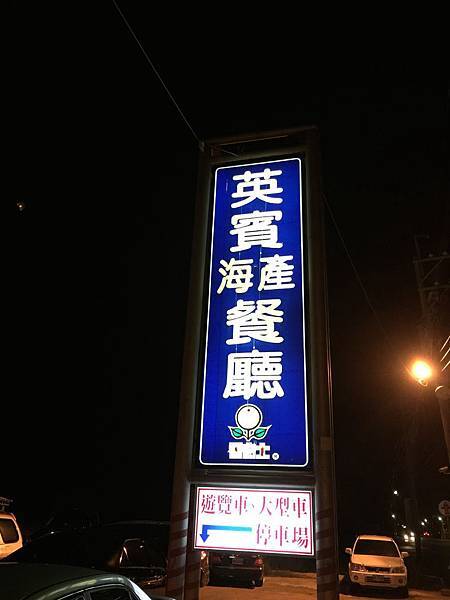 英賓
海產
餐廳
遊覽車、大型車
停車場